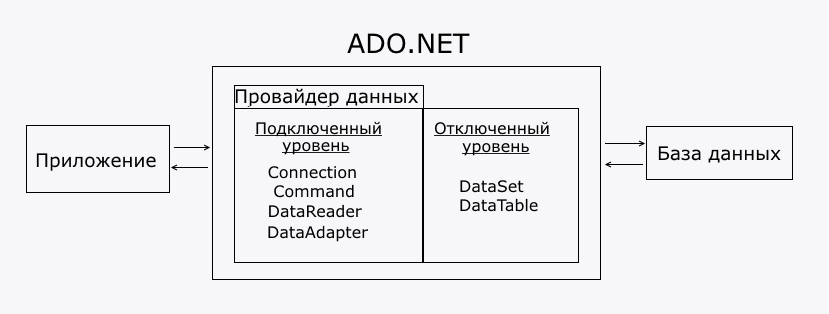 ADO.NET
Провайдер данных
Приложение
Подключенный
уровень
Connection
Command
DataReader
DataAdapter
Отключенный
уровень
DataSet
DataTable
База данных